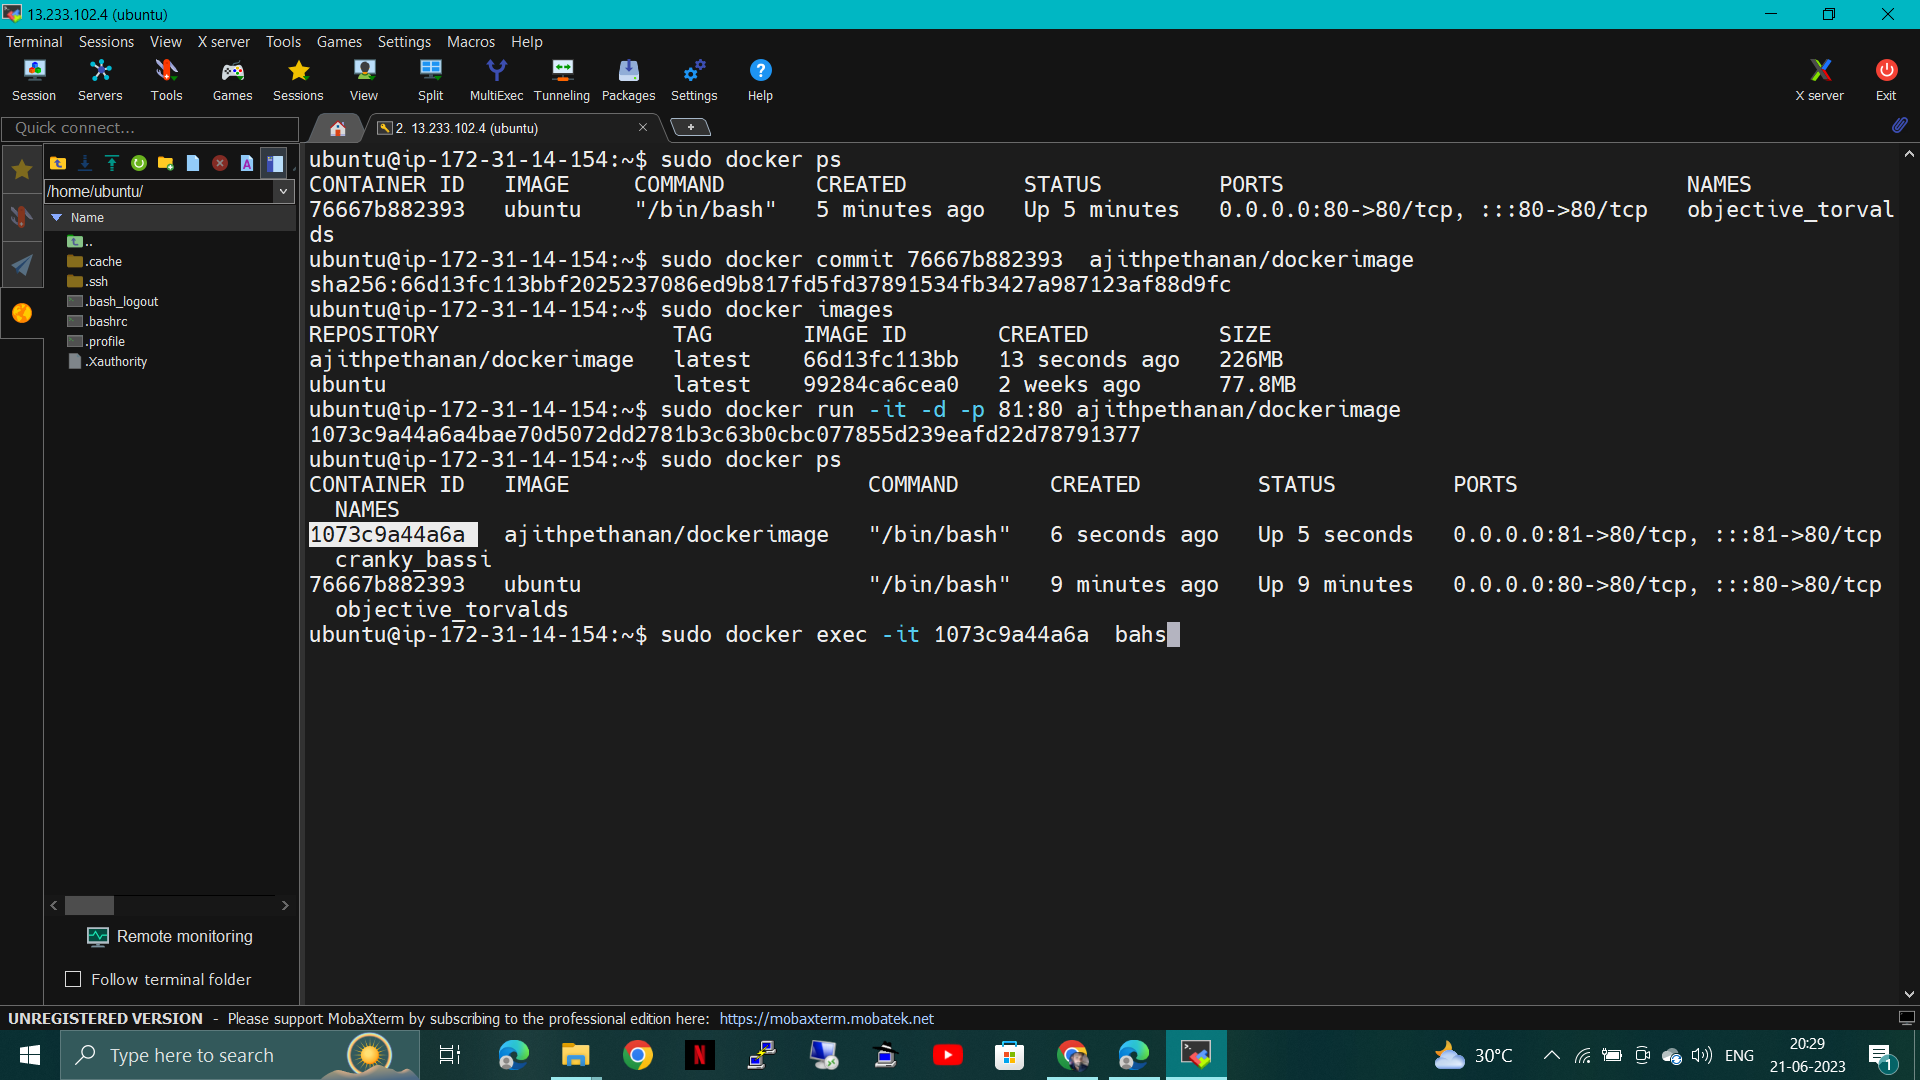 13.233.102.4 (ubuntu)
Terminal Sessions View X server Tools Games Settings Macros Help
Session Servers Tools Games Sessions View Split MultiExec Tunneling Packages Settings Help X server Exit
Quick connect...
2. 13.233.102.4 (ubuntu)
/home/ubuntu/
Name
..
.cache
.ssh
.bash_logout
.bashrc
.profile
.Xauthority
Remote monitoring
Follow terminal folder
ubuntu@ip-172-31-14-154:~$ sudo docker ps
CONTAINER ID IMAGE COMMAND CREATED STATUS PORTS NAMES
76667b882393 ubuntu "/bin/bash" 5 minutes ago Up 5 minutes 0.0.0.0:80->80/tcp, :::80->80/tcp objective_torval
ds
ubuntu@ip-172-31-14-154:~$ sudo docker commit 76667b882393 ajithpethanan/dockerimage
sha256:66d13fc113bbf2025237086ed9b817fd5fd37891534fb3427a987123af88d9fc
ubuntu@ip-172-31-14-154:~$ sudo docker images
REPOSITORY TAG IMAGE ID CREATED SIZE
ajithpethanan/dockerimage latest 66d13fc113bb 13 seconds ago 226MB
ubuntu latest 99284ca6cea0 2 weeks ago 77.8MB
ubuntu@ip-172-31-14-154:~$ sudo docker run -it -d -p 81:80 ajithpethanan/dockerimage
1073c9a44a6a4bae70d5072dd2781b3c63b0cbc077855d239eafd22d78791377
ubuntu@ip-172-31-14-154:~$ sudo docker ps
CONTAINER ID IMAGE COMMAND CREATED STATUS PORTS
NAMES
1073c9a44a6a ajithpethanan/dockerimage "/bin/bash" 6 seconds ago Up 5 seconds 0.0.0.0:81->80/tcp, :::81->80/tcp
cranky_bassi
76667b882393 ubuntu "/bin/bash" 9 minutes ago Up 9 minutes 0.0.0.0:80->80/tcp, :::80->80/tcp
objective_torvalds
ubuntu@ip-172-31-14-154:~$ sudo docker exec -it 1073c9a44a6a bahs
UNREGISTERED VERSION - Please support MobaXterm by subscribing to the professional edition here: https://mobaxterm.mobatek.net
Type here to search
30°C
ENG
20:29
21-06-2023
1